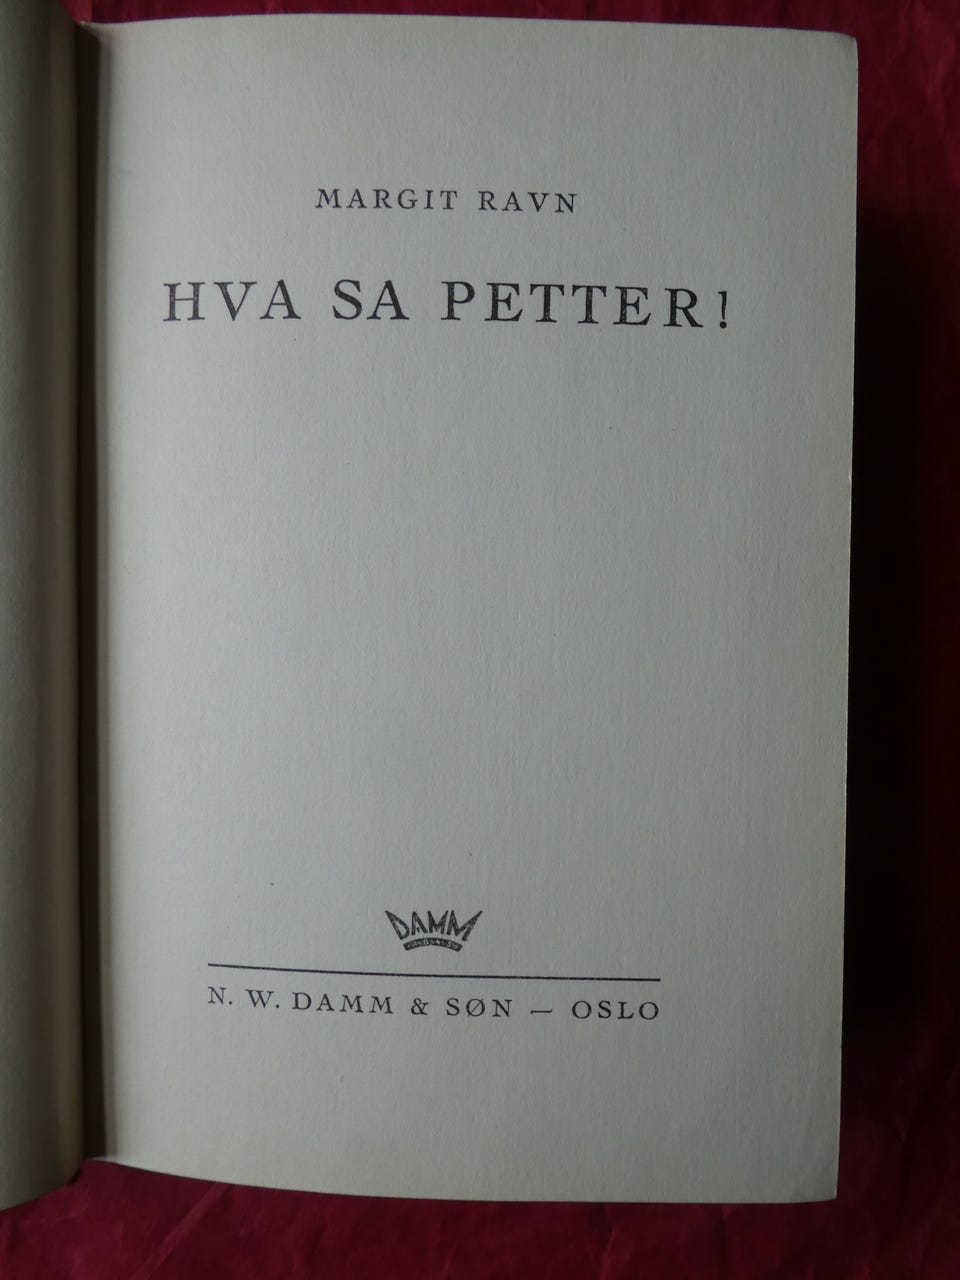 MARGIT RAVN
HVA SA PETTER!
DAMM
N. W. DAMM & SØN — OSLO